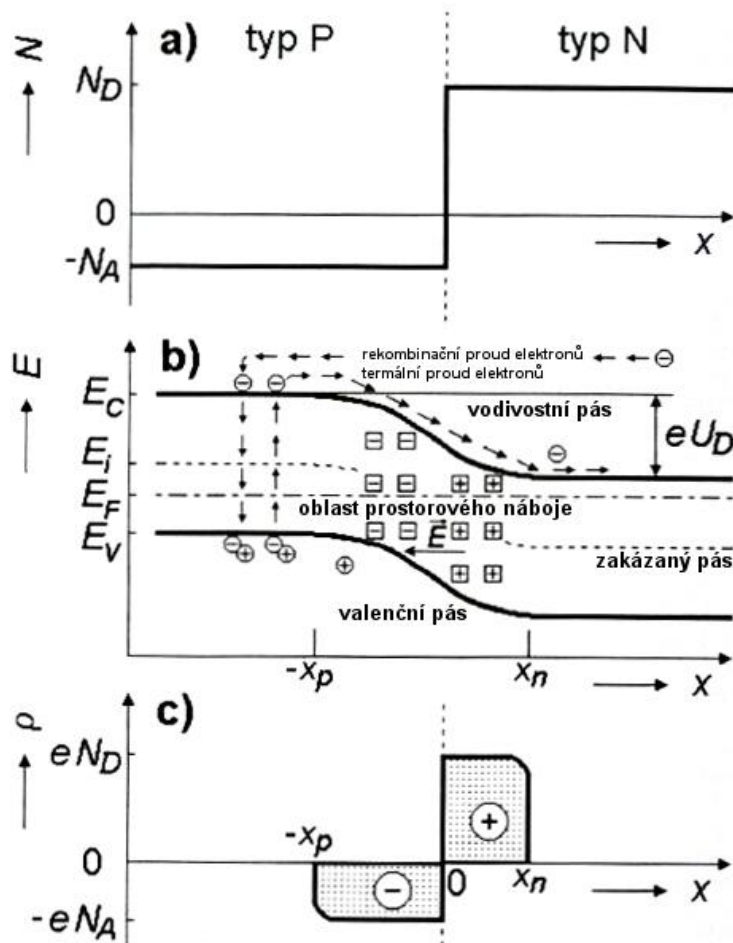 a)
typ P
typ N
N
N_D
0
-N_A
x
b)
E
rekombinační proud elektronů
termální proud elektronů
E_C
vodivostní pás
eU_D
E_i
E_F
oblast prostorového náboje
E_V
E
zakázaný pás
valenční pás
-x_p
x_n
x
c)
ρ
eN_D
-x_p
+
0
0
x_n
x
−
-eN_A